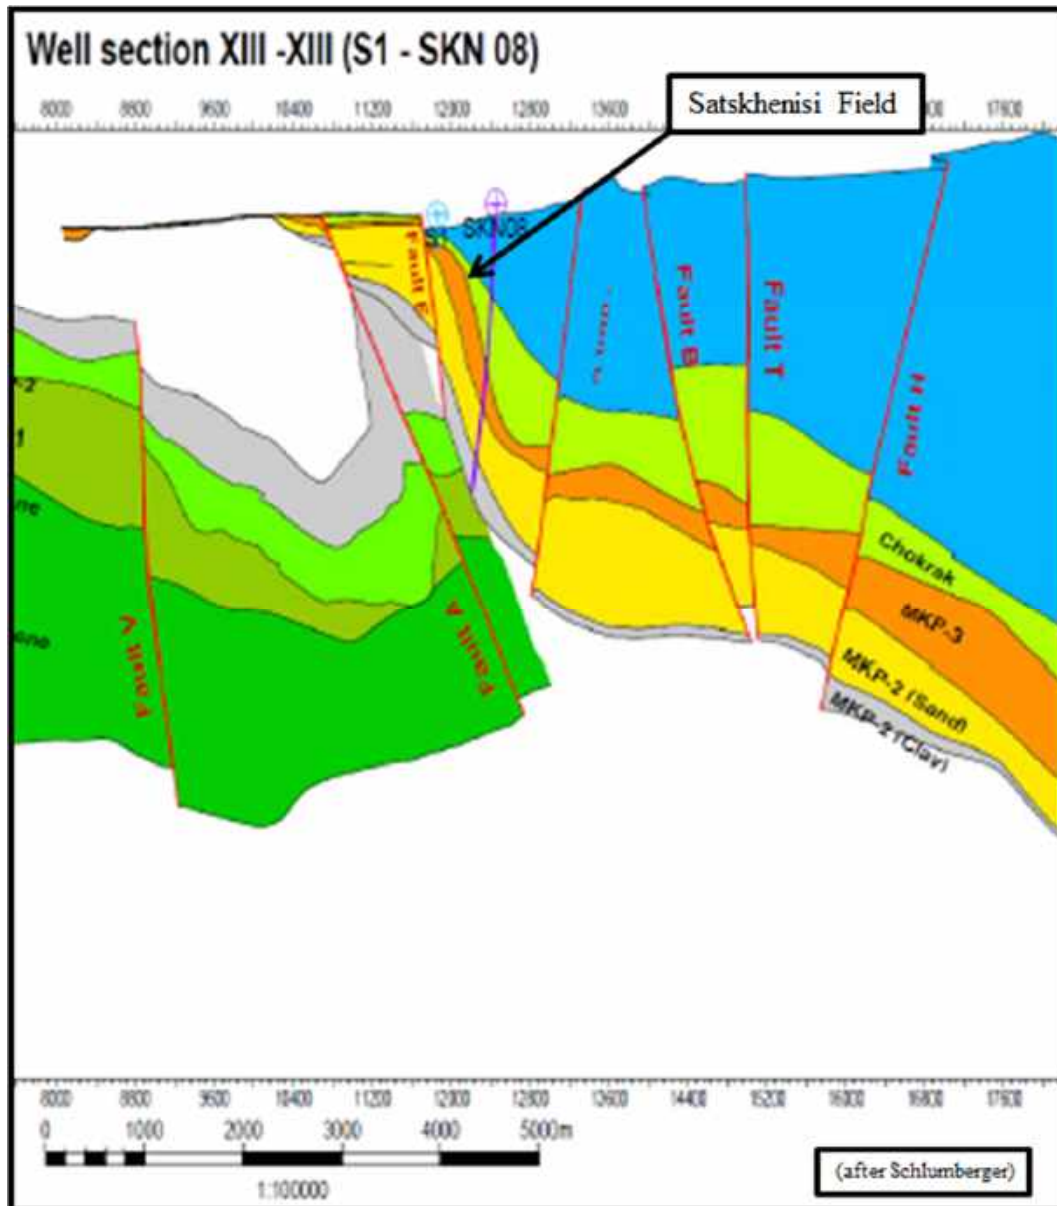 Well section XIII -XIII (S1 - SKN 08)
Satskhenisi Field
8000 8800 9600 10400 11200 12000 12800 13600 17600
S1
SKN08
Fault E
Fault B
Fault T
Fault H
Fault V
Fault A
Chokrak
MKP-3
MKP-2 (Sand)
MKP-2 (Clay)
8000 8800 9600 10400 11200 12000 12800 13600 14400 15200 16000 16800 17600
0 1000 2000 3000 4000 5000m
1:100000
(after Schlumberger)